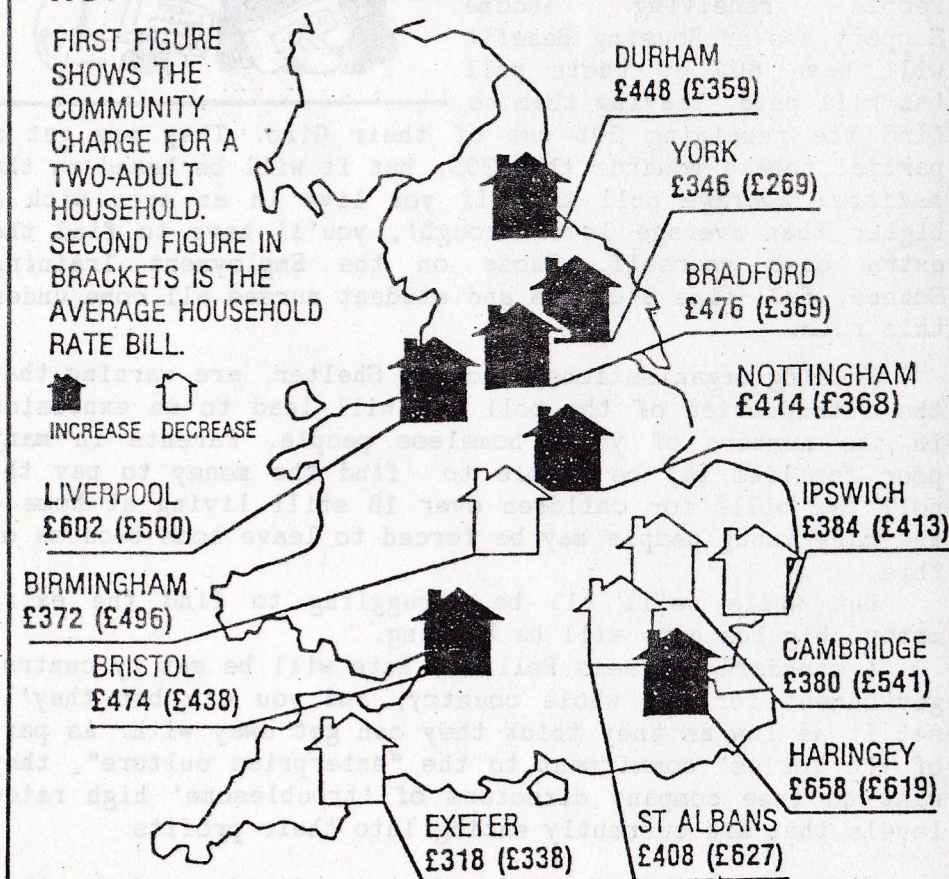 FIRST FIGURE
SHOWS THE
COMMUNITY
CHARGE FOR A
TWO-ADULT
HOUSEHOLD.
SECOND FIGURE IN
BRACKETS IS THE
AVERAGE HOUSEHOLD
RATE BILL.
INCREASE DECREASE
DURHAM
£448 (£359)
YORK
£346 (£269)
BRADFORD
£476 (£369)
NOTTINGHAM
£414 (£368)
LIVERPOOL
£602 (£500)
IPSWICH
£384 (£413)
BIRMINGHAM
£372 (£496)
BRISTOL
£474 (£438)
CAMBRIDGE
£380 (£541)
HARINGEY
£658 (£619)
EXETER
£318 (£338)
ST. ALBANS
£408 (£627)